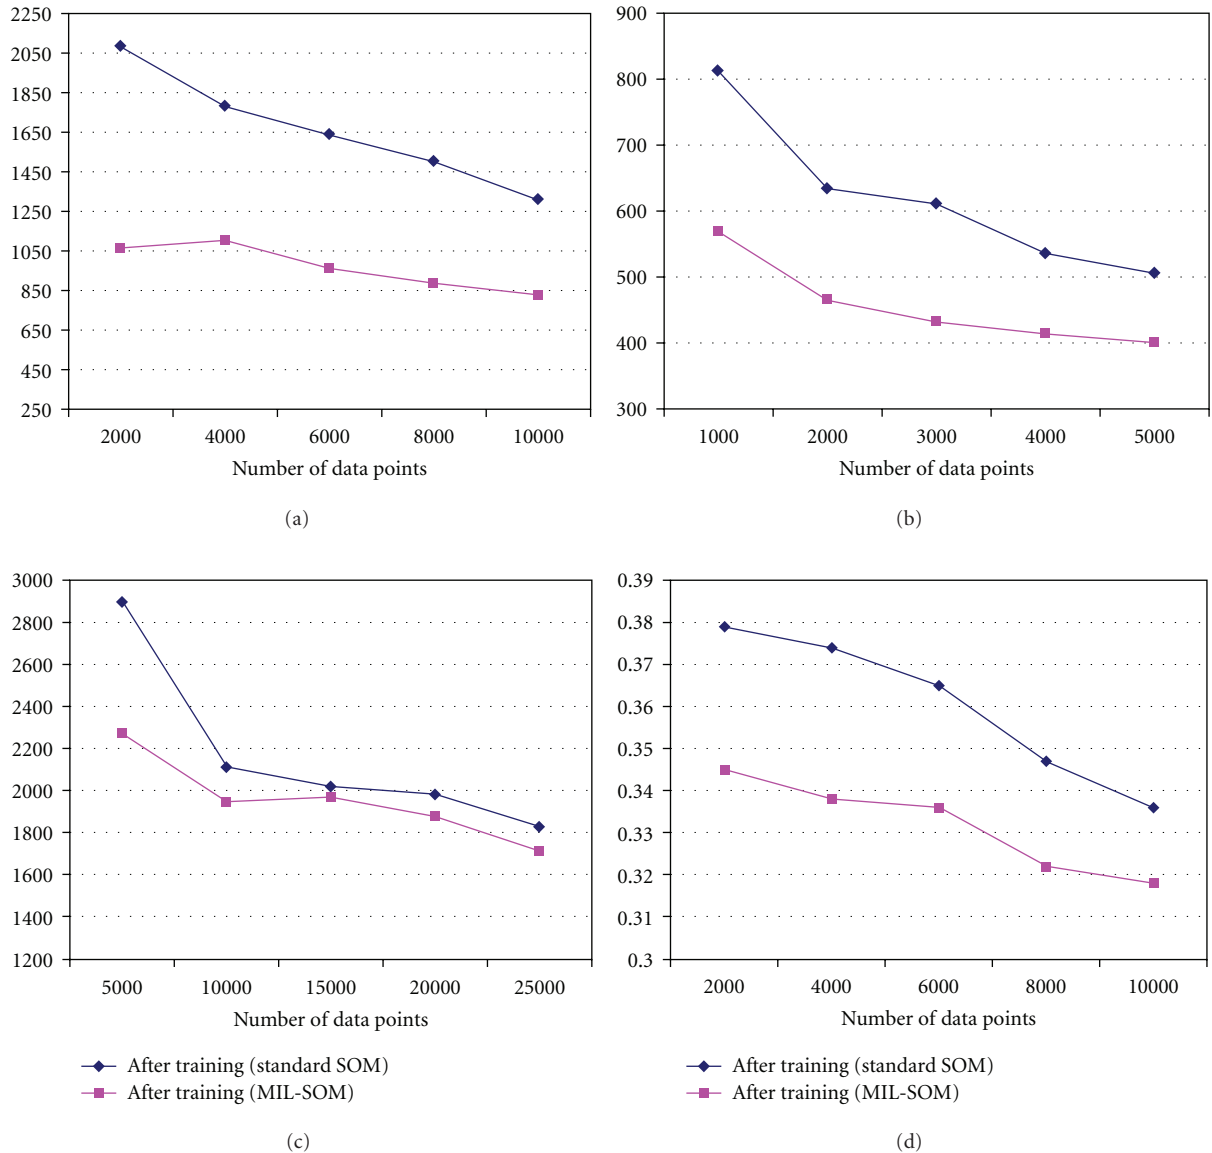 2250
2050
1850
1650
1450
1250
1050
850
650
450
250
2000 4000 6000 8000 10000
Number of data points
(a)
900
800
700
600
500
400
300
1000 2000 3000 4000 5000
Number of data points
(b)
3000
2800
2600
2400
2200
2000
1800
1600
1400
1200
5000 10000 15000 20000 25000
Number of data points
After training (standard SOM)
After training (MIL-SOM)
(c)
0.39
0.38
0.37
0.36
0.35
0.34
0.33
0.32
0.31
0.3
2000 4000 6000 8000 10000
Number of data points
After training (standard SOM)
After training (MIL-SOM)
(d)